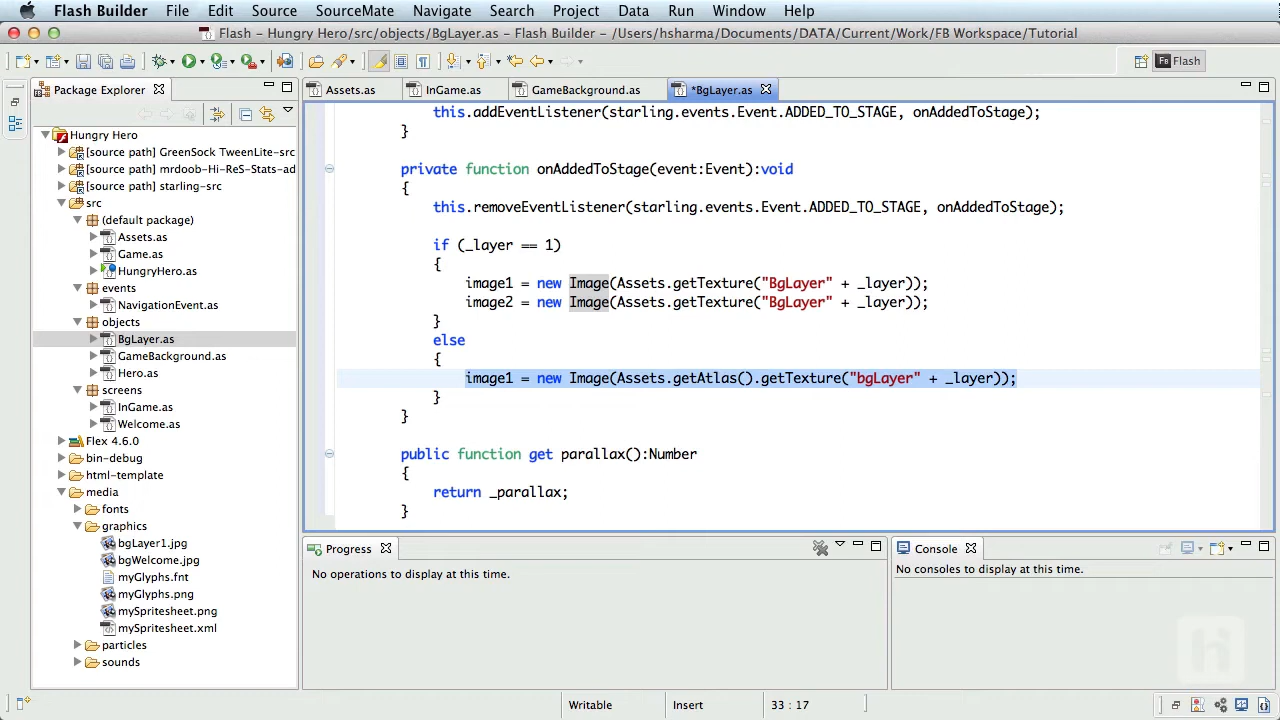 Flash Builder File Edit Source SourceMate Navigate Search Project Data Run Window Help
Flash – Hungry Hero/src/objects/BgLayer.as – Flash Builder – /Users/hsharma/Documents/DATA/Current/Work/FB Workspace/Tutorial
Fb Flash
Package Explorer
Assets.as InGame.as GameBackground.as *BgLayer.as
Hungry Hero
[source path] GreenSock TweenLite-src
[source path] mrdoob-Hi-ReS-Stats-ad
[source path] starling-src
src
(default package)
Assets.as
Game.as
HungryHero.as
events
NavigationEvent.as
objects
BgLayer.as
GameBackground.as
Hero.as
screens
InGame.as
Welcome.as
Flex 4.6.0
bin-debug
html-template
media
fonts
graphics
bgLayer1.jpg
bgWelcome.jpg
myGlyphs.fnt
myGlyphs.png
mySpritesheet.png
mySpritesheet.xml
particles
sounds
this.addEventListener(starling.events.Event.ADDED_TO_STAGE, onAddedToStage);
}
private function onAddedToStage(event:Event):void
{
this.removeEventListener(starling.events.Event.ADDED_TO_STAGE, onAddedToStage);
if (_layer == 1)
{
image1 = new Image(Assets.getTexture("BgLayer" + _layer));
image2 = new Image(Assets.getTexture("BgLayer" + _layer));
}
else
{
image1 = new Image(Assets.getAtlas().getTexture("bgLayer" + _layer));
}
}
public function get parallax():Number
{
return _parallax;
}
Progress
No operations to display at this time.
Console
No consoles to display at this time.
Writable Insert 33 : 17